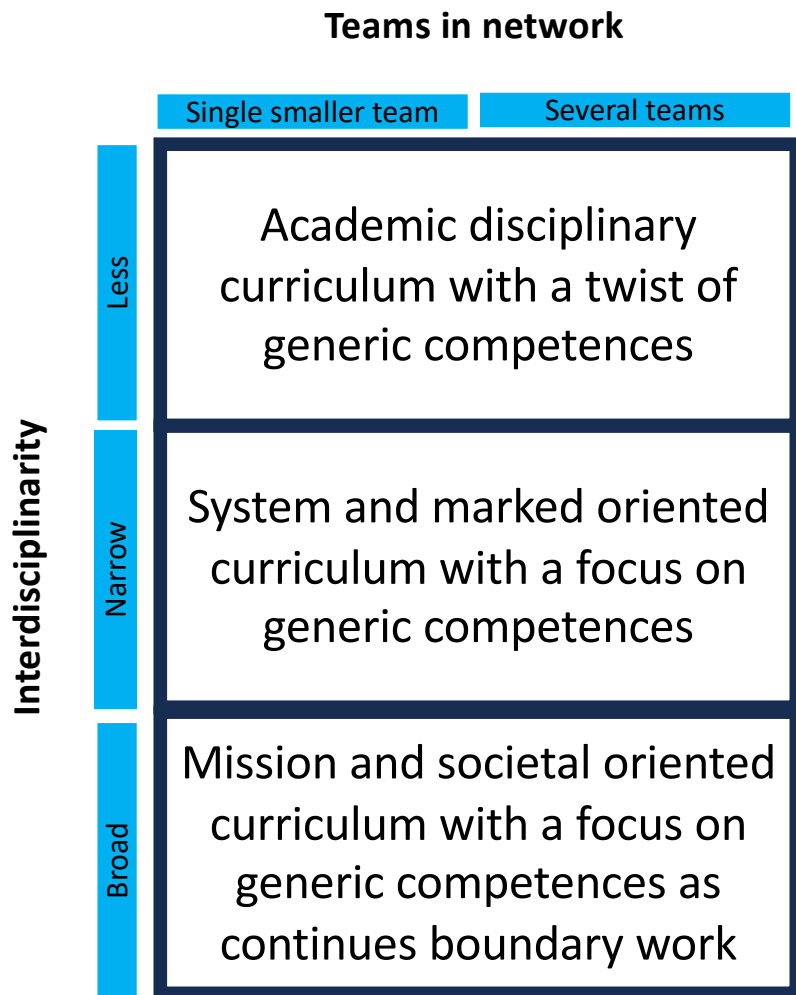 Teams in network
Single smaller team
Several teams
Interdisciplinarity
Less
Academic disciplinary
curriculum with a twist of
generic competences
Narrow
System and marked oriented
curriculum with a focus on
generic competences
Broad
Mission and societal oriented
curriculum with a focus on
generic competences as
continues boundary work